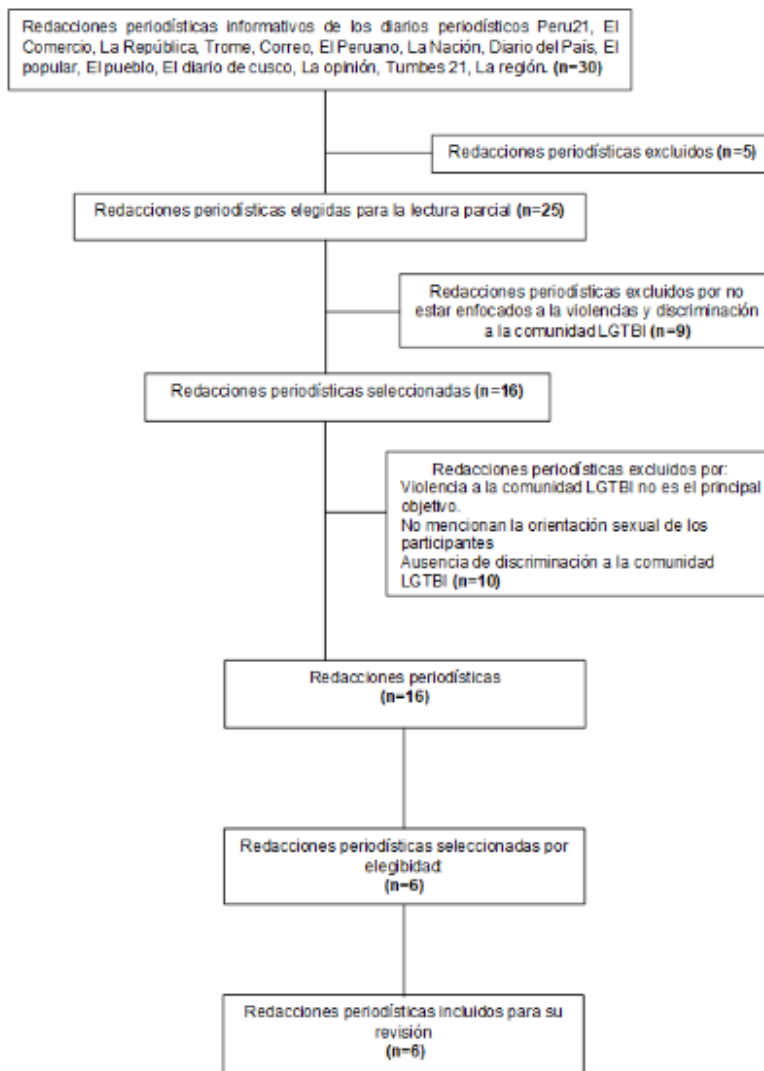 Redacciones periodísticas informativos de los diarios periodísticos Peru21, El
Comercio, La República, Trome, Correo, El Peruano, La Nación, Diario del País, El
popular, El pueblo, El diario de cusco, La opinión, Tumbes 21, La región. (n=30)
Redacciones periodísticas excluidos (n=5)
Redacciones periodísticas elegidas para la lectura parcial (n=25)
Redacciones periodísticas excluidos por no
estar enfocados a la violencias y discriminación
a la comunidad LGTBI (n=9)
Redacciones periodísticas seleccionadas (n=16)
Redacciones periodísticas excluidos por:
Violencia a la comunidad LGTBI no es el principal
objetivo.
No mencionan la orientación sexual de los
participantes
Ausencia de discriminación a la comunidad
LGTBI (n=10)
Redacciones periodísticas
(n=16)
Redacciones periodísticas seleccionadas por
elegibidad:
(n=6)
Redacciones periodísticas incluidos para su
revisión
(n=6)